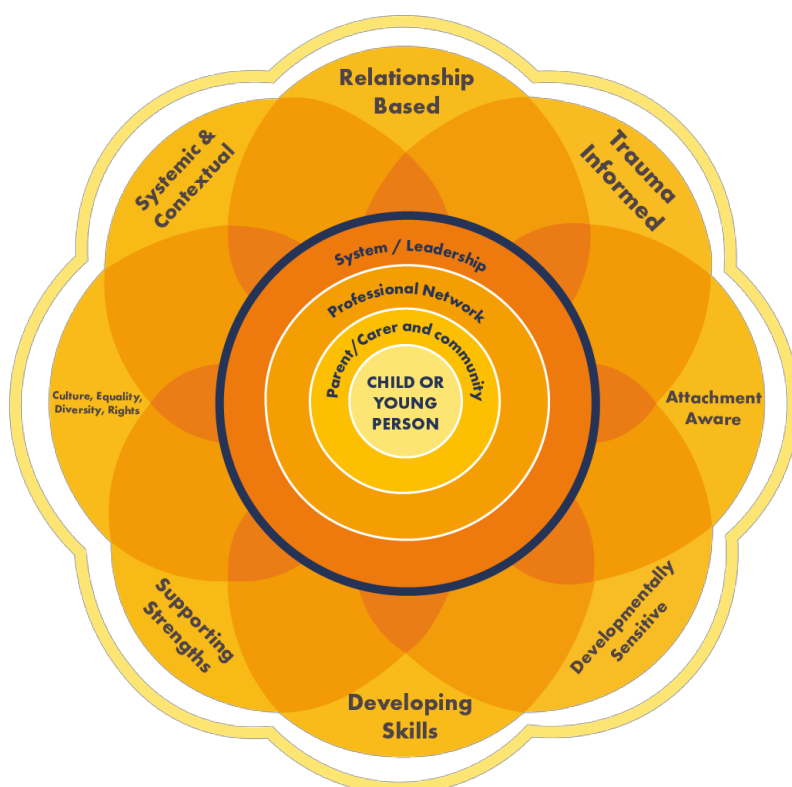 Relationship
Based
Systemic &
Contextual
Trauma
Informed
System / Leadership
Professional Network
Parent/Carer and community
CHILD OR
YOUNG
PERSON
Culture, Equality,
Diversity, Rights
Attachment
Aware
Supporting
Strengths
Developmentally
Sensitive
Developing
Skills